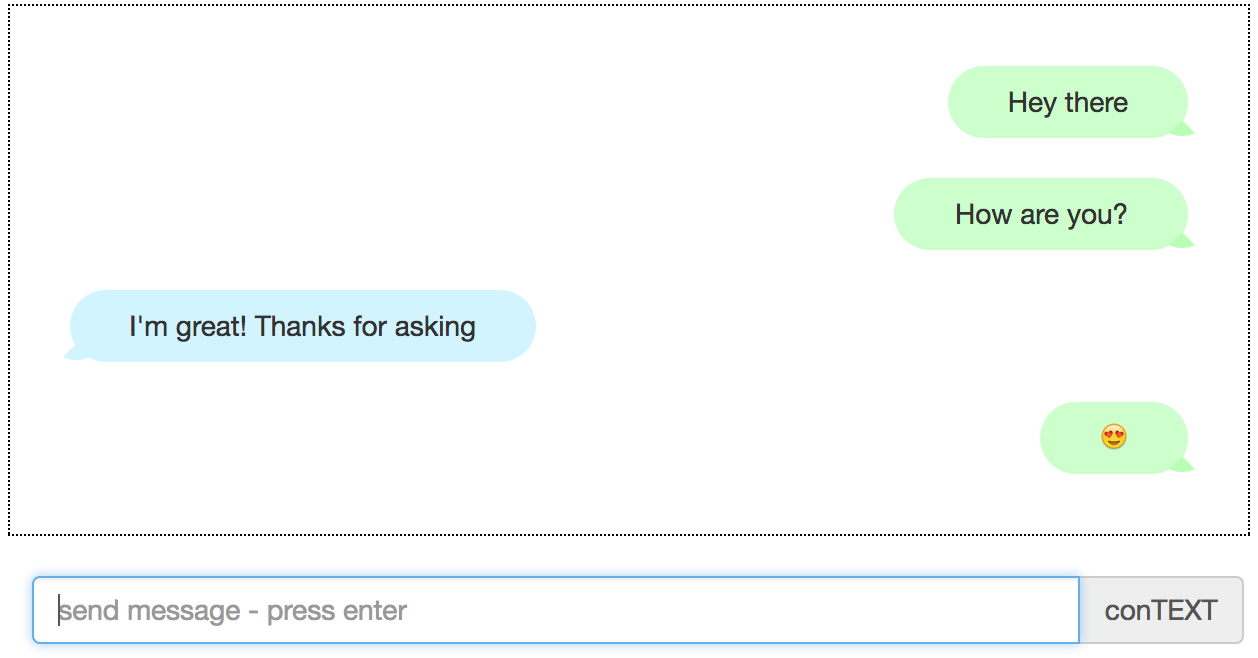 Hey there
How are you?
I'm great! Thanks for asking
😍
send message - press enter
conTEXT